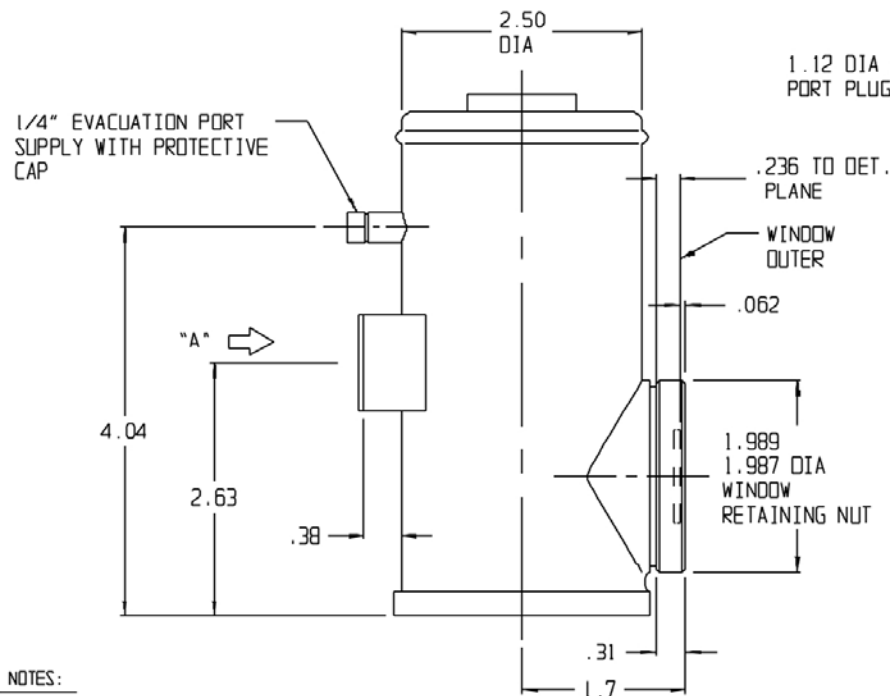 2.50
DIA
1.12 DIA
PORT PLUG
1/4" EVACUATION PORT
SUPPLY WITH PROTECTIVE
CAP
.236 TO DET.
PLANE
WINDOW
OUTER
.062
"A"
4.04
2.63
.38
1.989
1.987 DIA
WINDOW
RETAINING NUT
.31
1.7
NOTES: